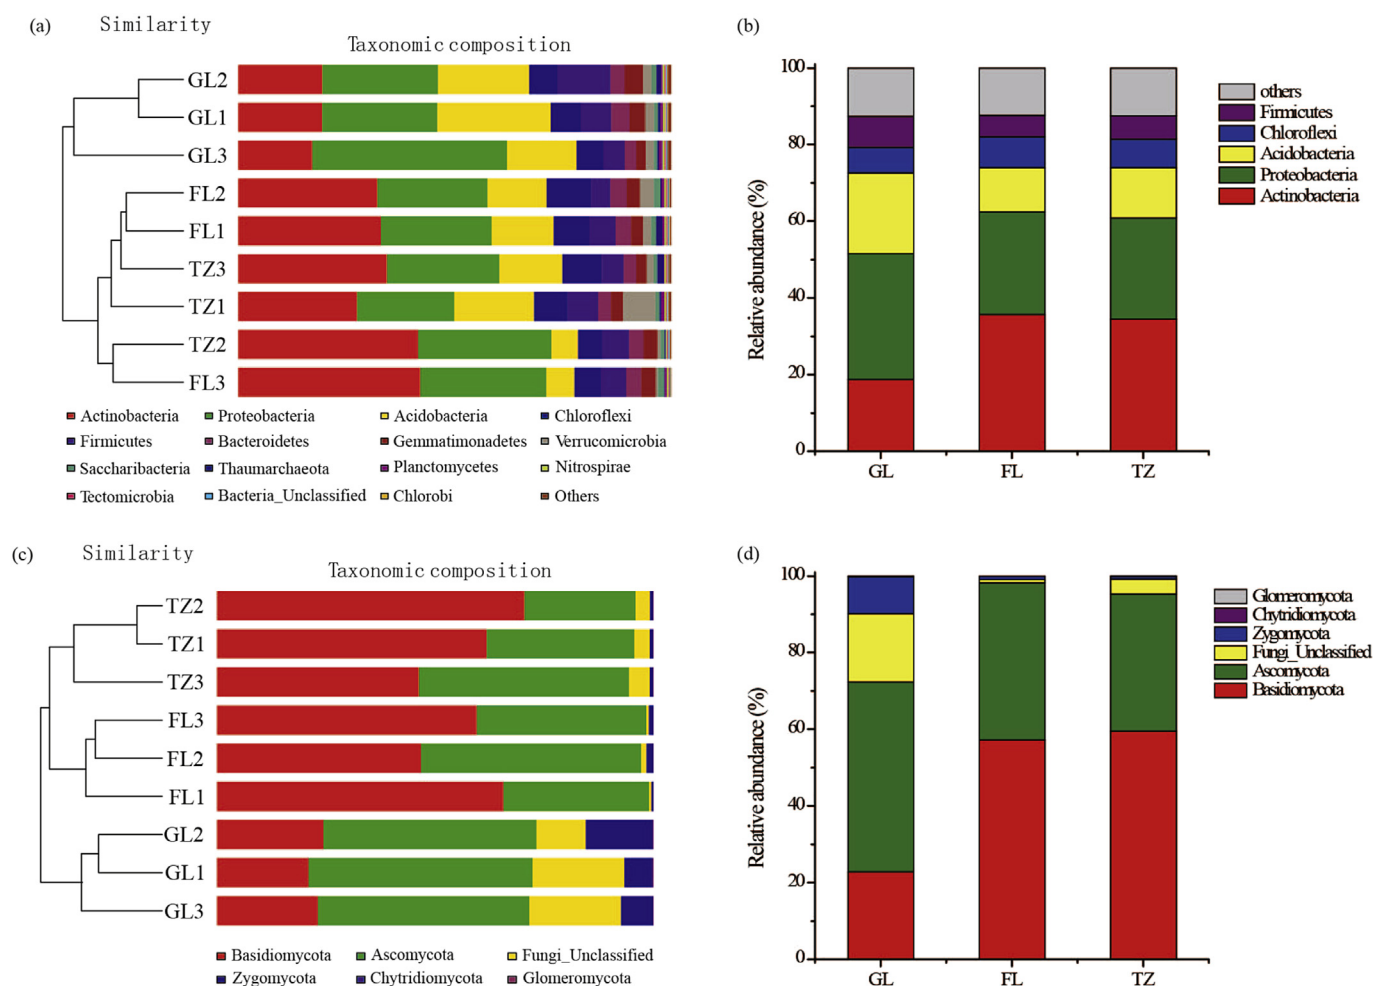 (a) Similarity
Taxonomic composition
GL2
GL1
GL3
FL2
FL1
TZ3
TZ1
TZ2
FL3
Actinobacteria Proteobacteria Acidobacteria Chloroflexi
Firmicutes Bacteroidetes Gemmatimonadetes Verrucomicrobia
Saccharibacteria Thaumarchaeota Planctomycetes Nitrospirae
Tectomicrobia Bacteria_Unclassified Chlorobi Others
(b)
Relative abundance (%)
100
80
60
40
20
0
GL FL TZ
others
Firmicutes
Chloroflexi
Acidobacteria
Proteobacteria
Actinobacteria
(c) Similarity
Taxonomic composition
TZ2
TZ1
TZ3
FL3
FL2
FL1
GL2
GL1
GL3
Basidiomycota Ascomycota Fungi_Unclassified
Zygomycota Chytridiomycota Glomeromycota
(d)
Relative abundance (%)
100
80
60
40
20
0
GL FL TZ
Glomeromycota
Chytridiomycota
Zygomycota
Fungi_Unclassified
Ascomycota
Basidiomycota